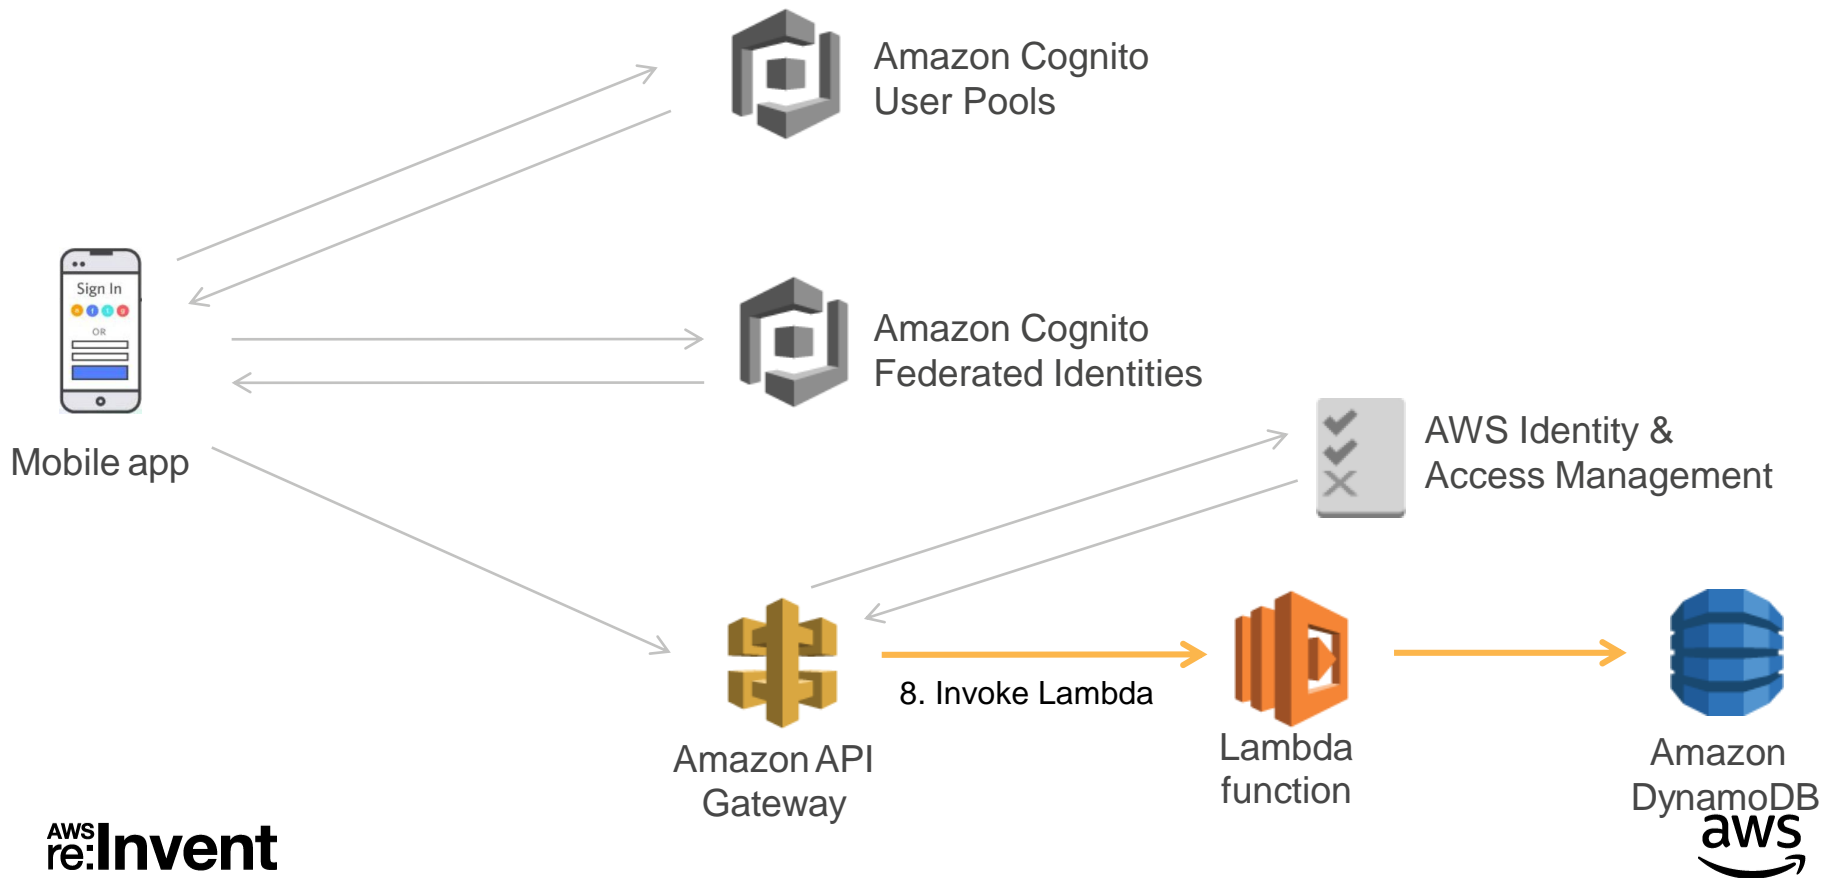 Amazon Cognito
User Pools
Sign In
OR
Amazon Cognito
Federated Identities
Mobile app
AWS Identity &
Access Management
8. Invoke Lambda
Amazon API
Gateway
Lambda
function
Amazon
DynamoDB
AWS
re:Invent
aws